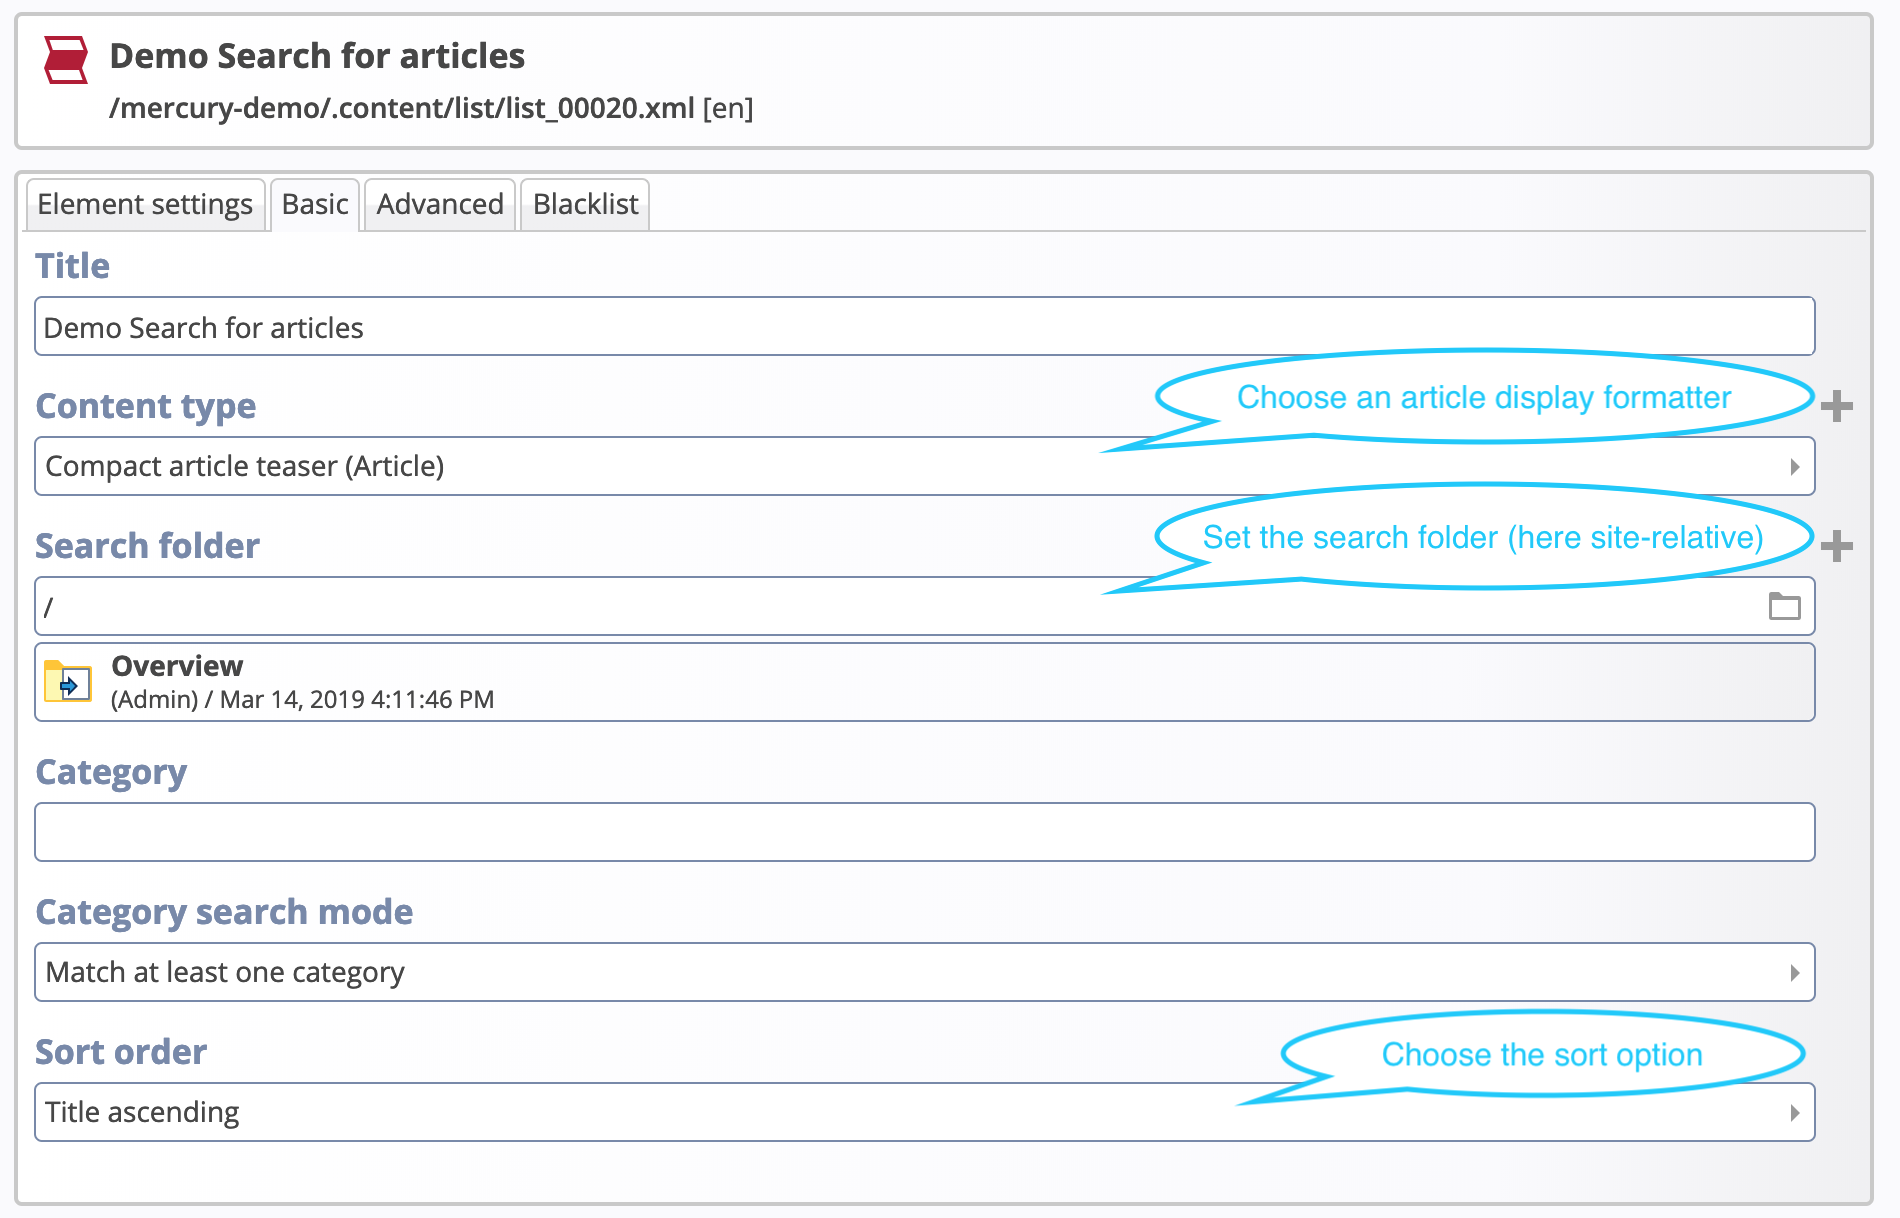 Demo Search for articles
/mercury-demo/.content/list/list_00020.xml [en]
Element settings Basic Advanced Blacklist
Title
Demo Search for articles
Choose an article display formatter
Content type
Compact article teaser (Article)
Set the search folder (here site-relative)
Search folder
/
Overview
(Admin) / Mar 14, 2019 4:11:46 PM
Category
Category search mode
Match at least one category
Sort order
Choose the sort option
Title ascending